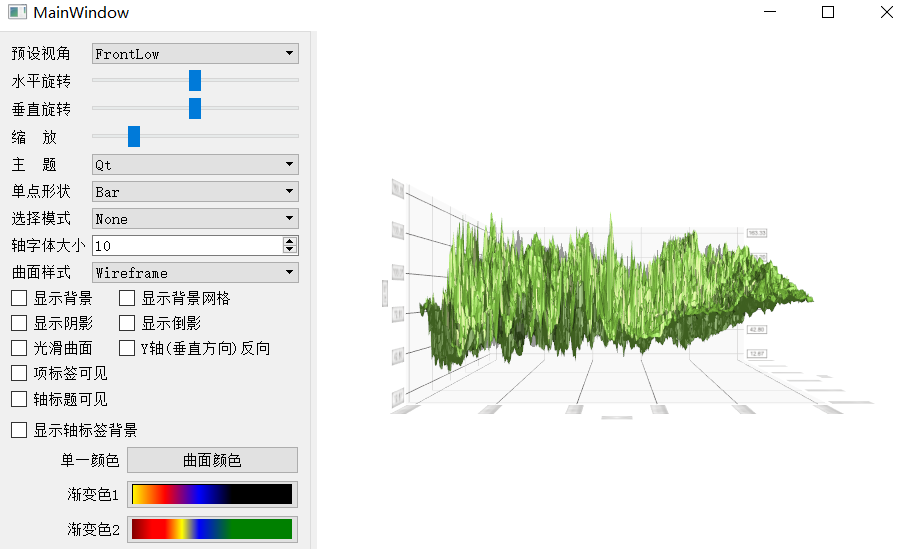 MainWindow
预设视角 FrontLow
水平旋转
垂直旋转
缩 放
主 题 Qt
单点形状 Bar
选择模式 None
轴字体大小 10
曲面样式 Wireframe
显示背景 显示背景网格
显示阴影 显示倒影
光滑曲面 Y轴(垂直方向)反向
项标签可见
轴标题可见
显示轴标签背景
单一颜色 曲面颜色
渐变色1
渐变色2
42.80
12.67